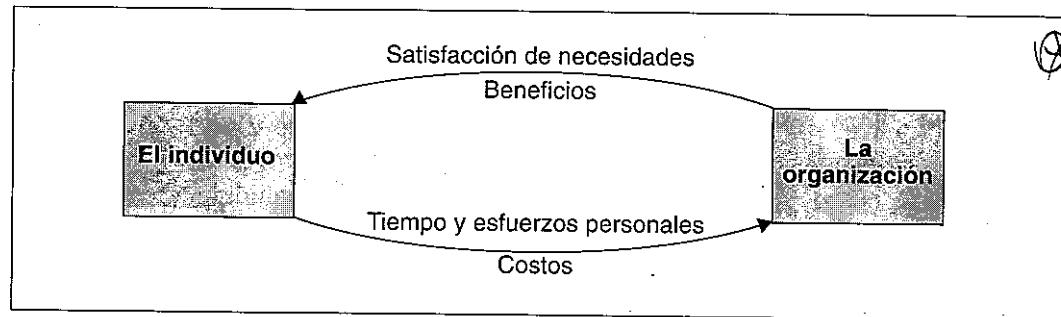 Satisfacción de necesidades
Beneficios
El individuo
La
organización
Tiempo y esfuerzos personales
Costos